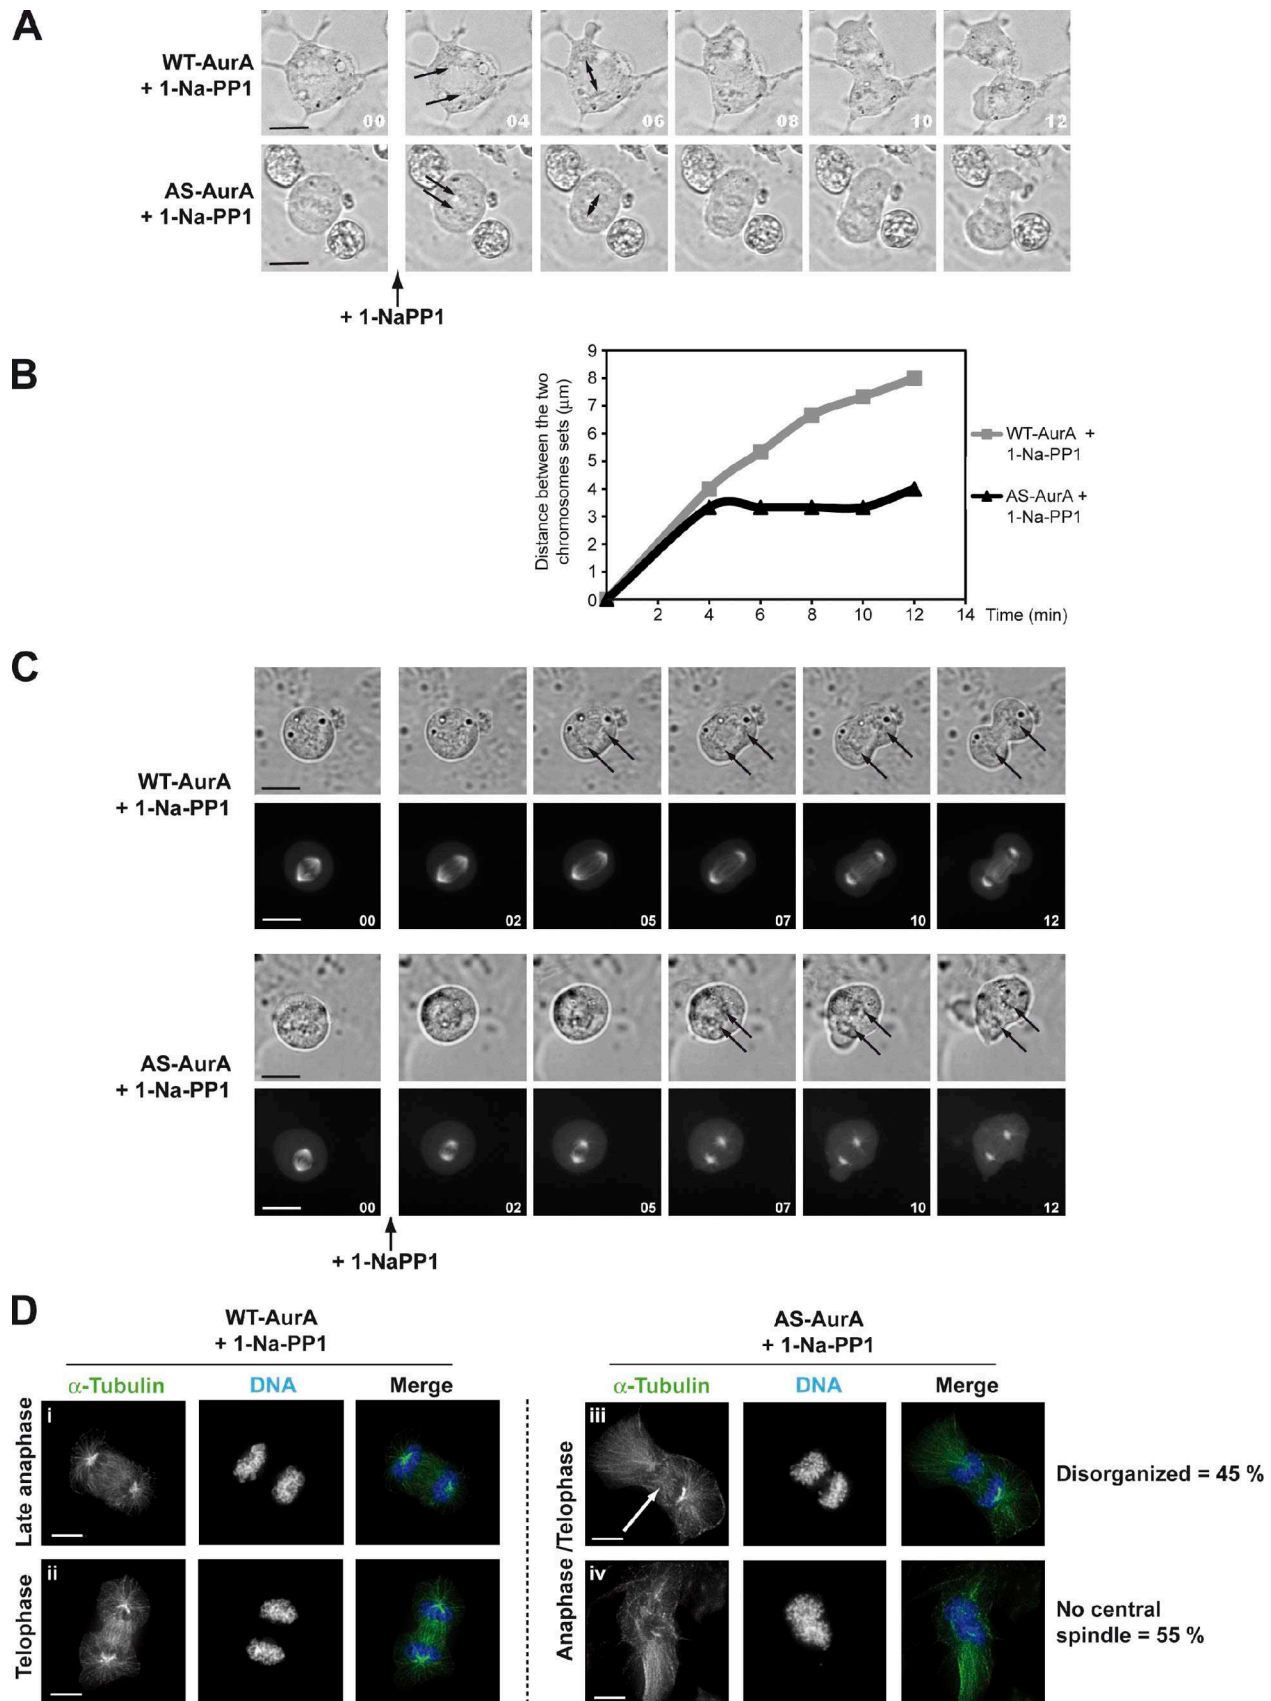 A
WT-AurA
+ 1-Na-PP1
00
04
06
08
10
12
AS-AurA
+ 1-Na-PP1
+ 1-NaPP1
B
Distance between the two
chromosomes sets (μm)
9
8
7
6
5
4
3
2
1
0
2
4
6
8
10
12
14
Time (min)
WT-AurA +
1-Na-PP1
AS-AurA +
1-Na-PP1
C
WT-AurA
+ 1-Na-PP1
00
02
05
07
10
12
AS-AurA
+ 1-Na-PP1
00
02
05
07
10
12
+ 1-NaPP1
D
WT-AurA
+ 1-Na-PP1
α-Tubulin
DNA
Merge
Late anaphase
i
Telophase
ii
AS-AurA
+ 1-Na-PP1
α-Tubulin
DNA
Merge
Anaphase /Telophase
iii
Disorganized = 45 %
iv
No central
spindle = 55 %